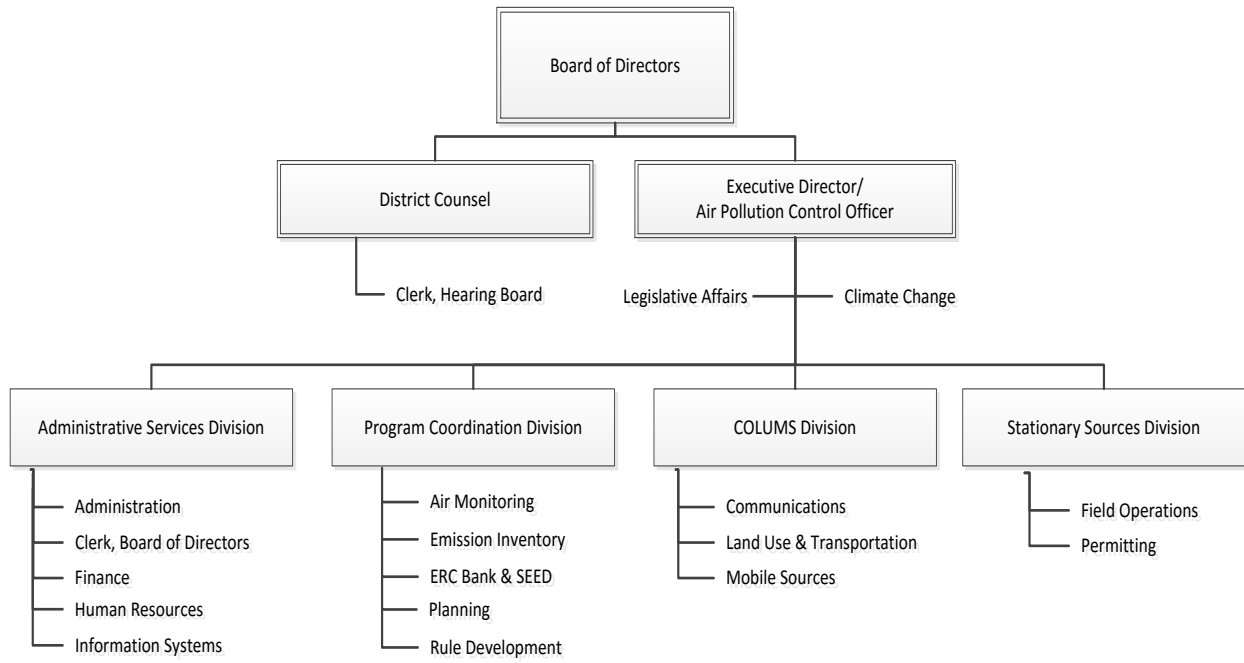 Board of Directors
District Counsel
Executive Director/
Air Pollution Control Officer
Clerk, Hearing Board
Legislative Affairs
Climate Change
Administrative Services Division
Program Coordination Division
COLUMS Division
Stationary Sources Division
Administration
Clerk, Board of Directors
Finance
Human Resources
Information Systems
Air Monitoring
Emission Inventory
ERC Bank & SEED
Planning
Rule Development
Communications
Land Use & Transportation
Mobile Sources
Field Operations
Permitting